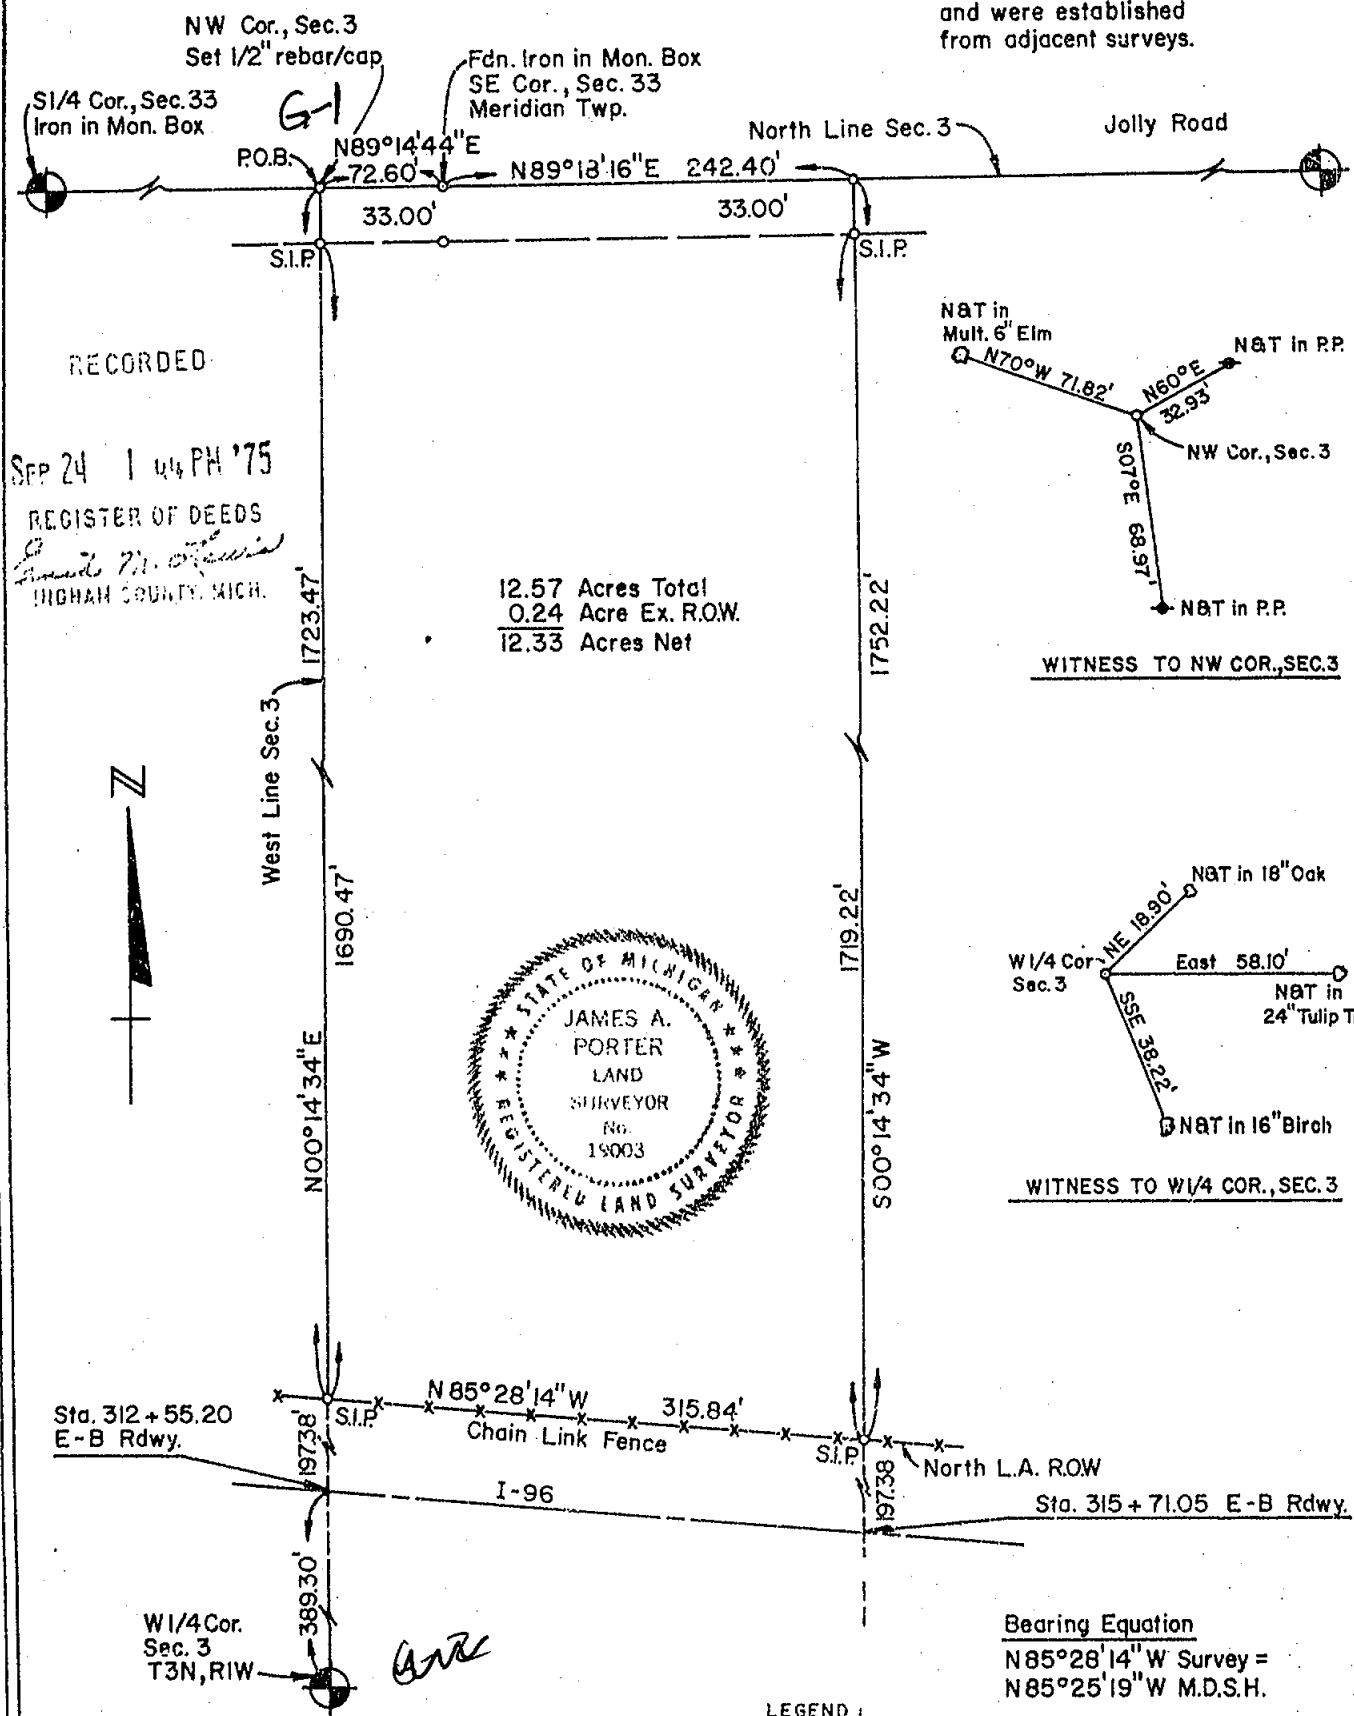 and were established
from adjacent surveys.
NW Cor., Sec. 3
Set 1/2" rebar/cap
Fdn. Iron in Mon. Box
SE Cor., Sec. 33
Meridian Twp.
S1/4 Cor., Sec. 33
Iron in Mon. Box
G-1
North Line Sec. 3
Jolly Road
P.O.B.
N89°14'44"E
72.60'
N89°18'16"E 242.40'
33.00'
33.00'
S.I.P.
S.I.P.
RECORDED
SEP 24 1 44 PM '75
REGISTER OF DEEDS
INGHAM COUNTY, MICH.
N&T in
Mult. 6" Elm
N70°W 71.82'
N60°E
32.93'
N&T in P.P.
NW Cor., Sec. 3
S07°E 68.97'
N&T in P.P.
WITNESS TO NW COR., SEC. 3
12.57 Acres Total
0.24 Acre Ex. R.O.W.
12.33 Acres Net
1723.47'
1752.22'
West Line Sec. 3
N
1690.47'
1719.22'
N00°14'34"E
S00°14'34"W
STATE OF MICHIGAN
JAMES A.
PORTER
LAND
SURVEYOR
No.
19003
REGISTERED LAND SURVEYOR
N&T in 18" Oak
NE 18.90'
W1/4 Cor
Sec. 3
East 58.10'
N&T in
24" Tulip T
SSE 38.22'
N&T in 16" Birch
WITNESS TO W1/4 COR., SEC. 3
N85°28'14"W 315.84'
Chain Link Fence
S.I.P.
S.I.P.
Sta. 312+55.20
E-B Rdwy.
197.38'
197.38
North L.A. R.O.W
I-96
Sta. 315+71.05 E-B Rdwy.
389.30'
W1/4 Cor.
Sec. 3
T3N, R1W
Bearing Equation
N85°28'14"W Survey =
N85°25'19"W M.D.S.H.
LEGEND: